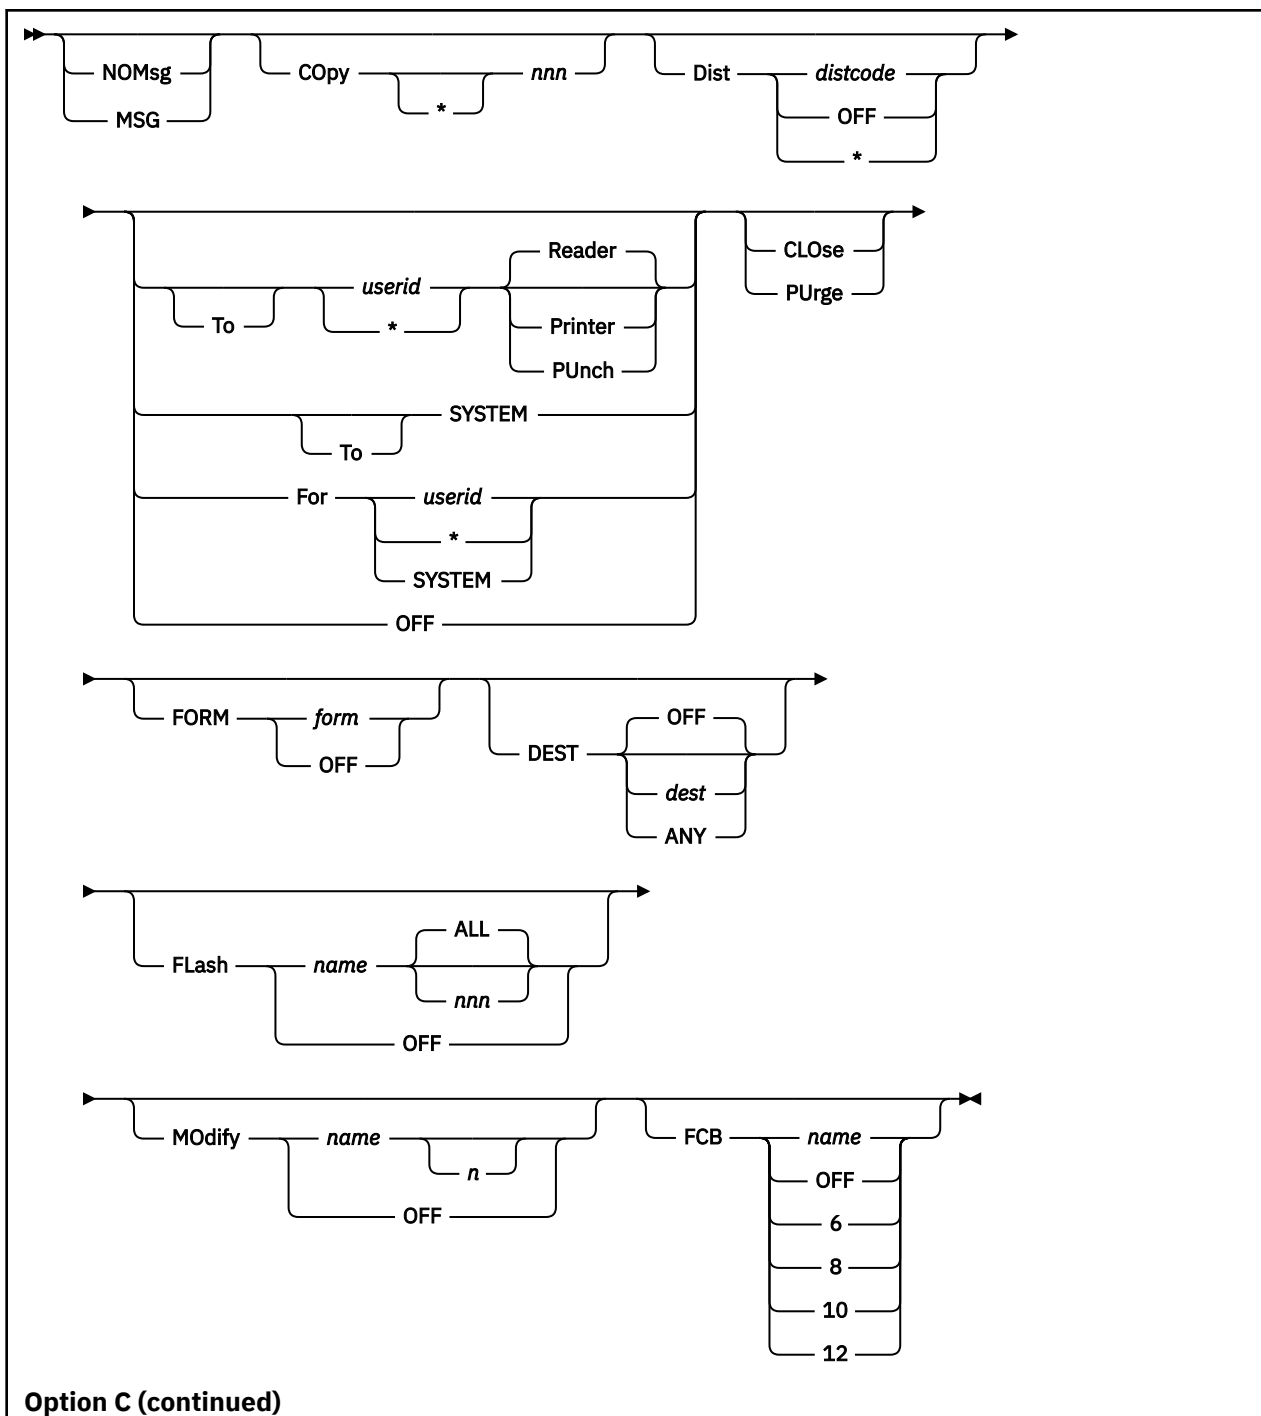 NOMsg
MSG
COpy * nnn
Dist distcode
OFF
*
To userid
*
Reader
Printer
PUnch
To SYSTEM
For userid
*
SYSTEM
OFF
CLOse
PUrge
FORM form
OFF
DEST OFF
dest
ANY
FLash name ALL
nnn
OFF
MOdify name n
OFF
FCB name
OFF
6
8
10
12
Option C (continued)